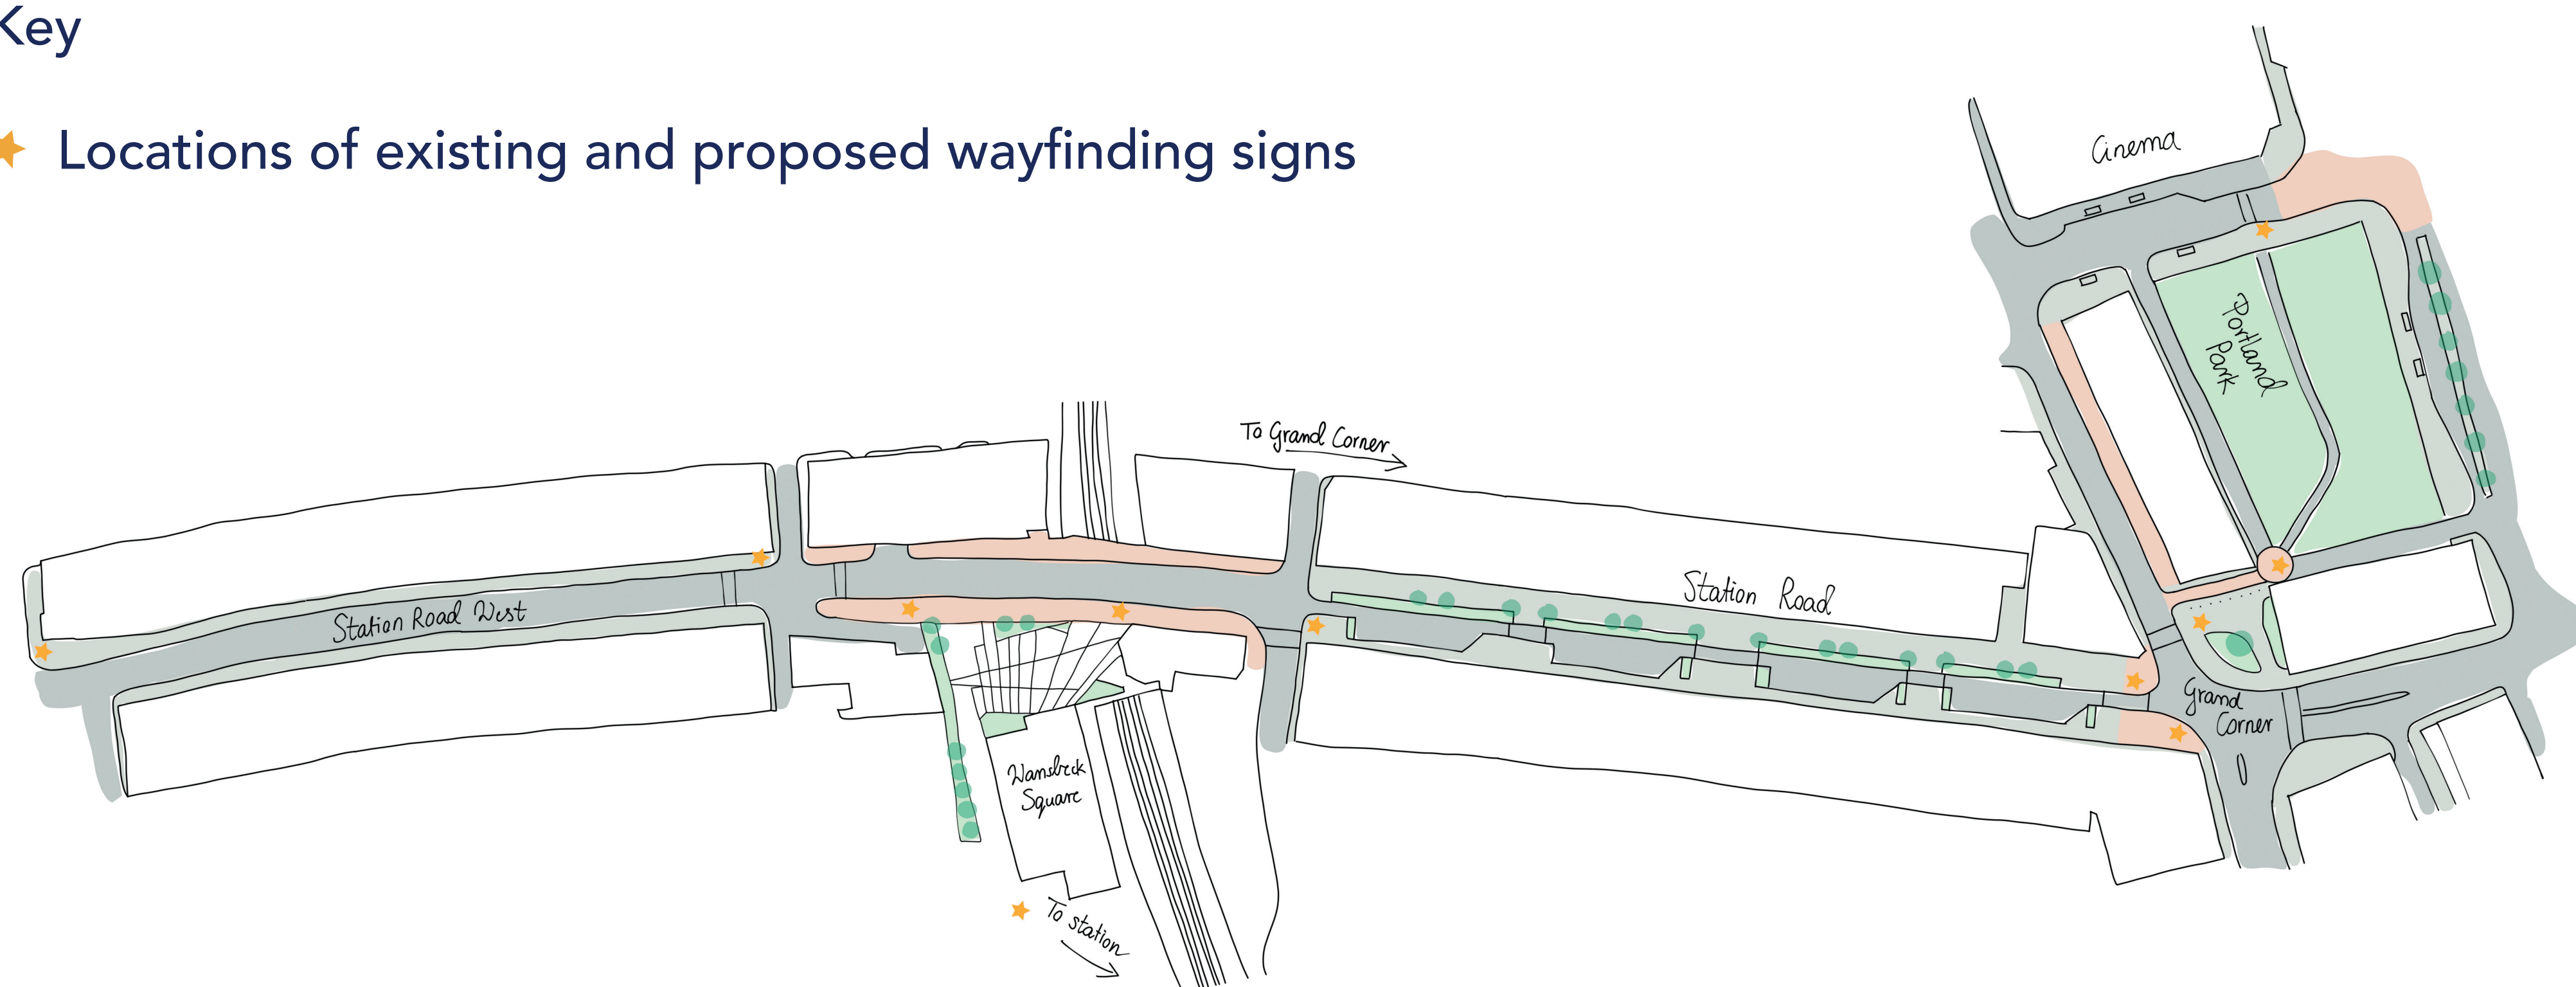 Key
Locations of existing and proposed wayfinding signs
Cinema
Portland
Park
To Grand Corner
Station Road
Station Road West
Grand
Corner
Wansbeck
Square
To station